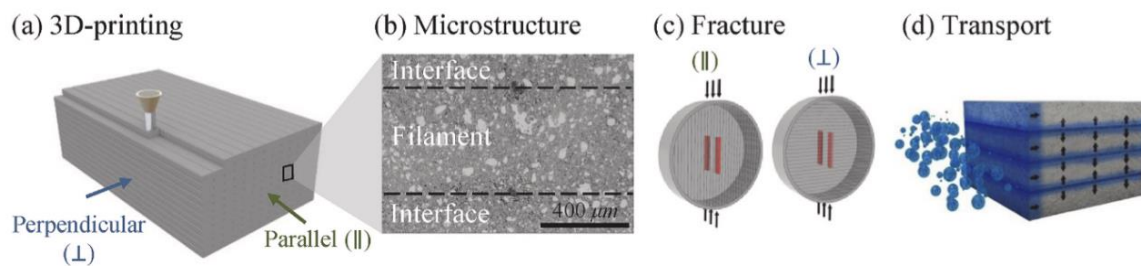 (a) 3D-printing
Perpendicular
(⊥)
Parallel (∥)
(b) Microstructure
Interface
Filament
Interface
400 μm
(c) Fracture
(∥)
(⊥)
(d) Transport